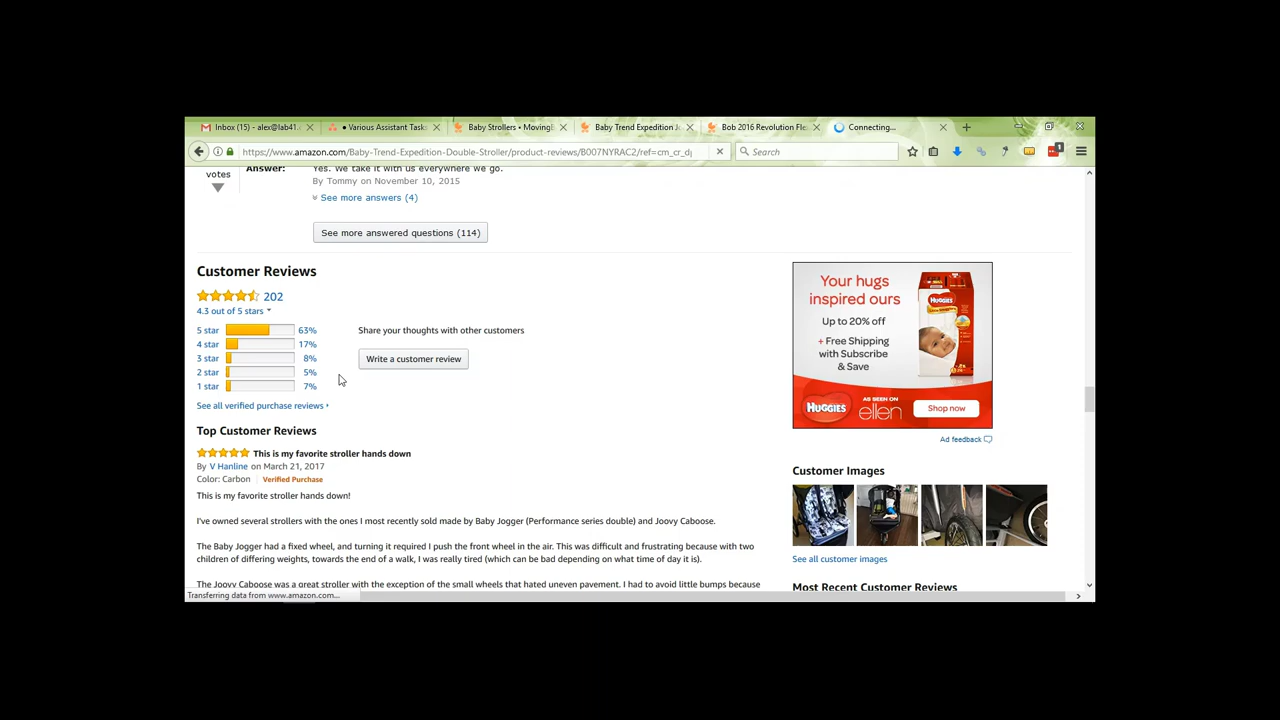 Inbox (15) - alex@lab41.
• Various Assistant Tasks
Baby Strollers • MovingB
Baby Trend Expedition Jo
Bob 2016 Revolution Fle
Connecting...
https://www.amazon.com/Baby-Trend-Expedition-Double-Stroller/product-reviews/B007NYRAC2/ref=cm_cr_d
Search
1
votes
Answer:
Yes. We take it with us everywhere we go.
By Tommy on November 10, 2015
See more answers (4)
See more answered questions (114)
Customer Reviews
202
4.3 out of 5 stars
5 star 63%
4 star 17%
3 star 8%
2 star 5%
1 star 7%
Share your thoughts with other customers
Write a customer review
See all verified purchase reviews
Top Customer Reviews
This is my favorite stroller hands down
By V Hanline on March 21, 2017
Color: Carbon | Verified Purchase
This is my favorite stroller hands down!
I've owned several strollers with the ones I most recently sold made by Baby Jogger (Performance series double) and Joovy Caboose.
The Baby Jogger had a fixed wheel, and turning it required I push the front wheel in the air. This was difficult and frustrating because with two
children of differing weights, towards the end of a walk, I was really tired (which can be bad depending on what time of day it is).
The Joovy Caboose was a great stroller with the exception of the small wheels that hated uneven pavement. I had to avoid little bumps because
Your hugs
inspired ours
Up to 20% off
+ Free Shipping
with Subscribe
& Save
HUGGIES
HUGGIES
AS SEEN ON
ellen
Shop now
Ad feedback
Customer Images
See all customer images
Most Recent Customer Reviews
Transferring data from www.amazon.com...